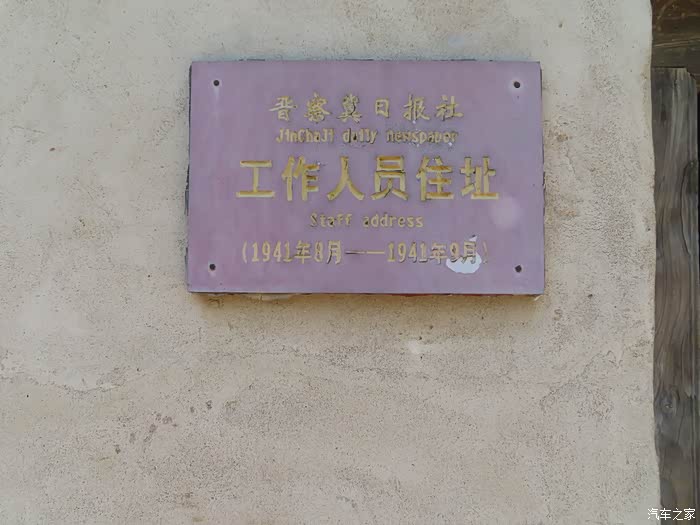 晋察冀日报社
JinChaJi daily newspaper
工作人员住址
Staff address
(1941年8月——1941年9月)
汽车之家